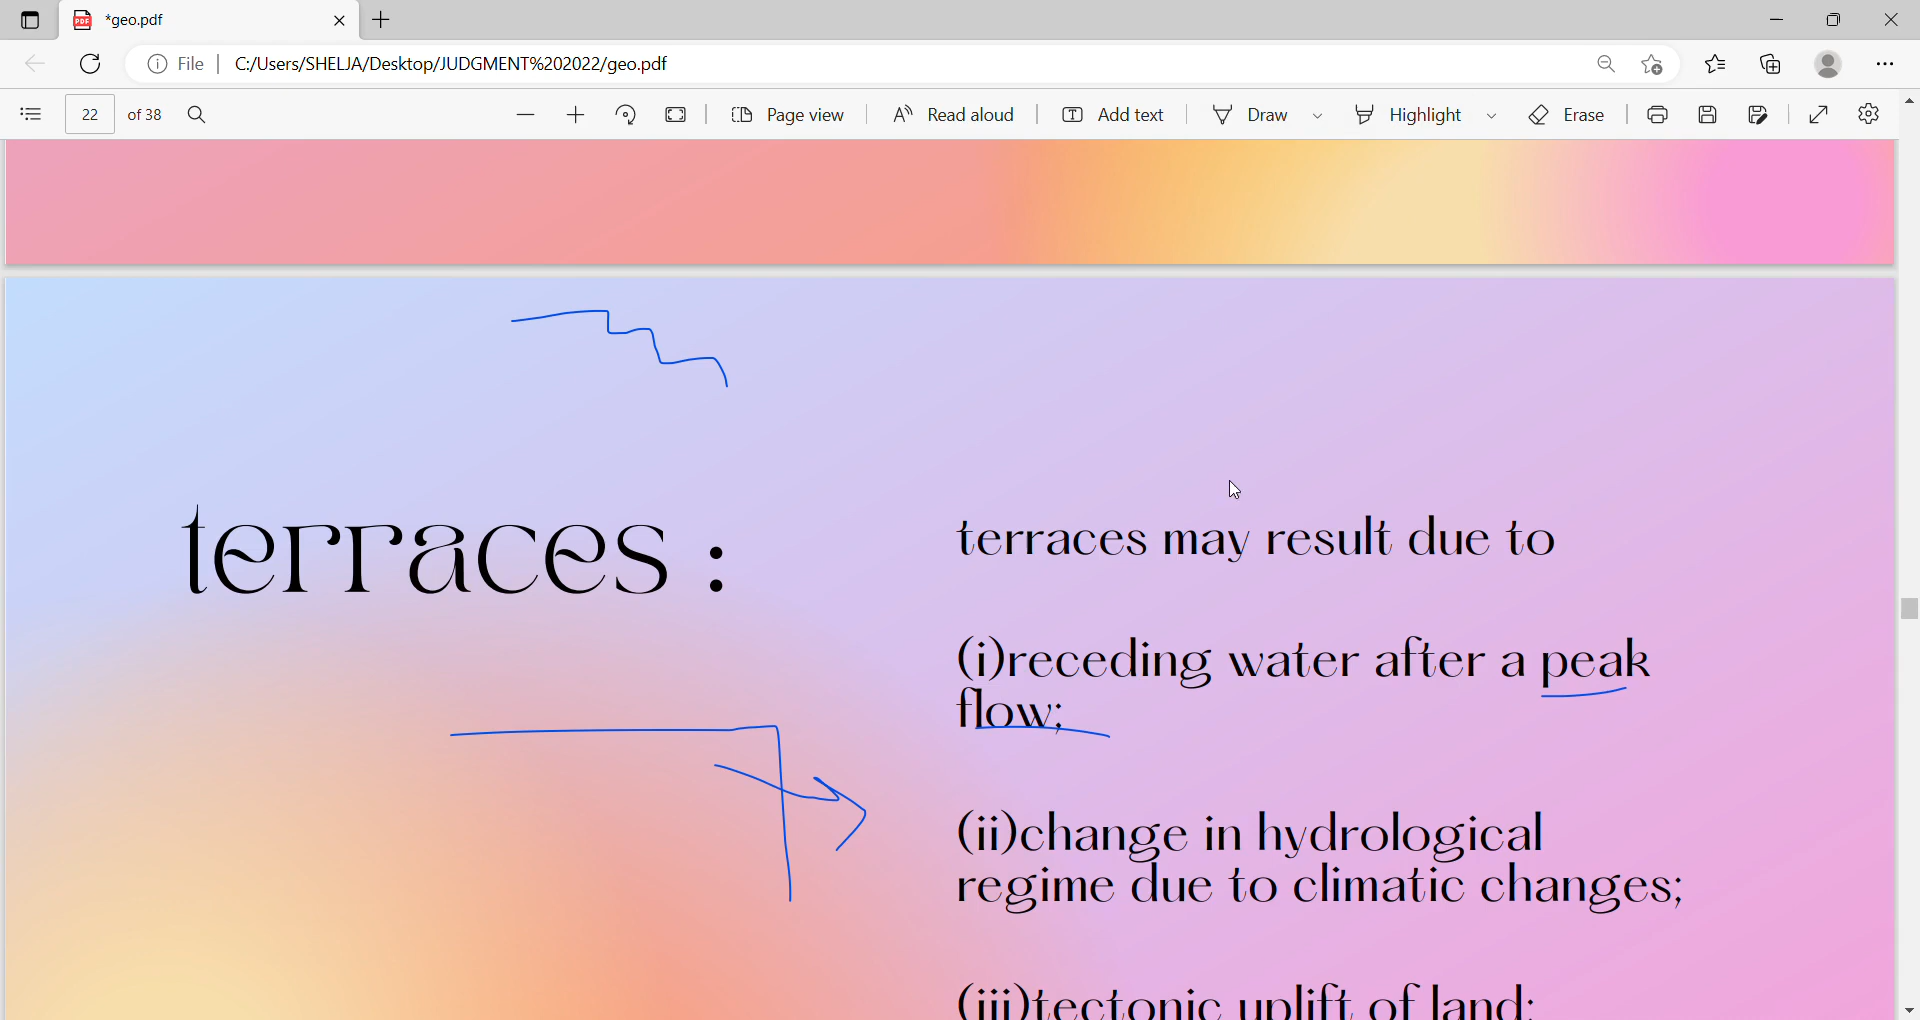 *geo.pdf
File C:/Users/SHELJA/Desktop/JUDGMENT%202022/geo.pdf
22 of 38 Page view Read aloud Add text Draw Highlight Erase
terraces :
terraces may result due to
(i)receding water after a peak
flow;
(ii)change in hydrological
regime due to climatic changes;
(iii)tectonic uplift of land;